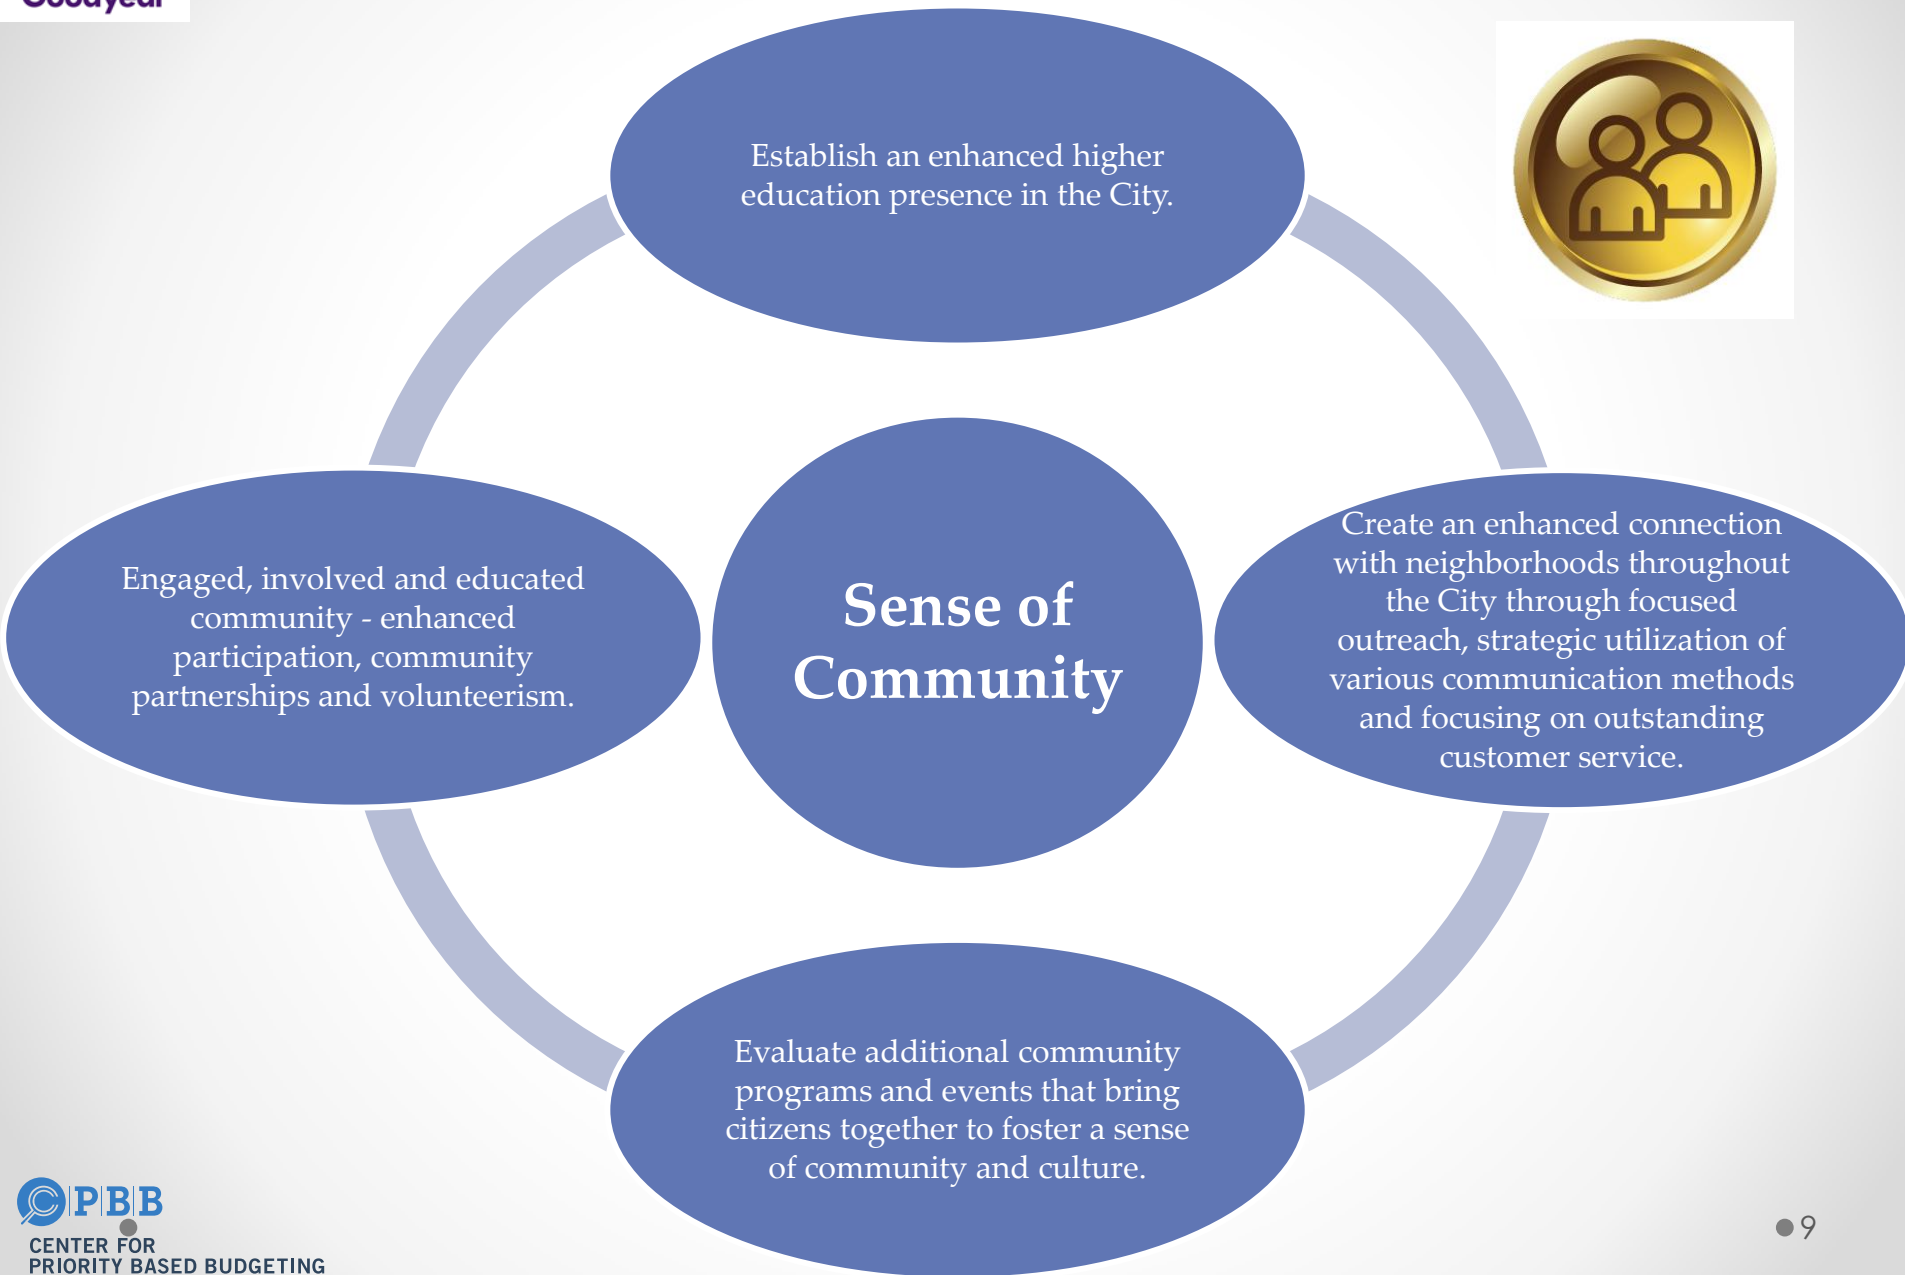 Goodyear
Establish an enhanced higher
education presence in the City.
Create an enhanced connection
with neighborhoods throughout
the City through focused
outreach, strategic utilization of
various communication methods
and focusing on outstanding
customer service.
Engaged, involved and educated
community - enhanced
participation, community
partnerships and volunteerism.
Sense of
Community
Evaluate additional community
programs and events that bring
citizens together to foster a sense
of community and culture.
CPBB
CENTER FOR
PRIORITY BASED BUDGETING
9